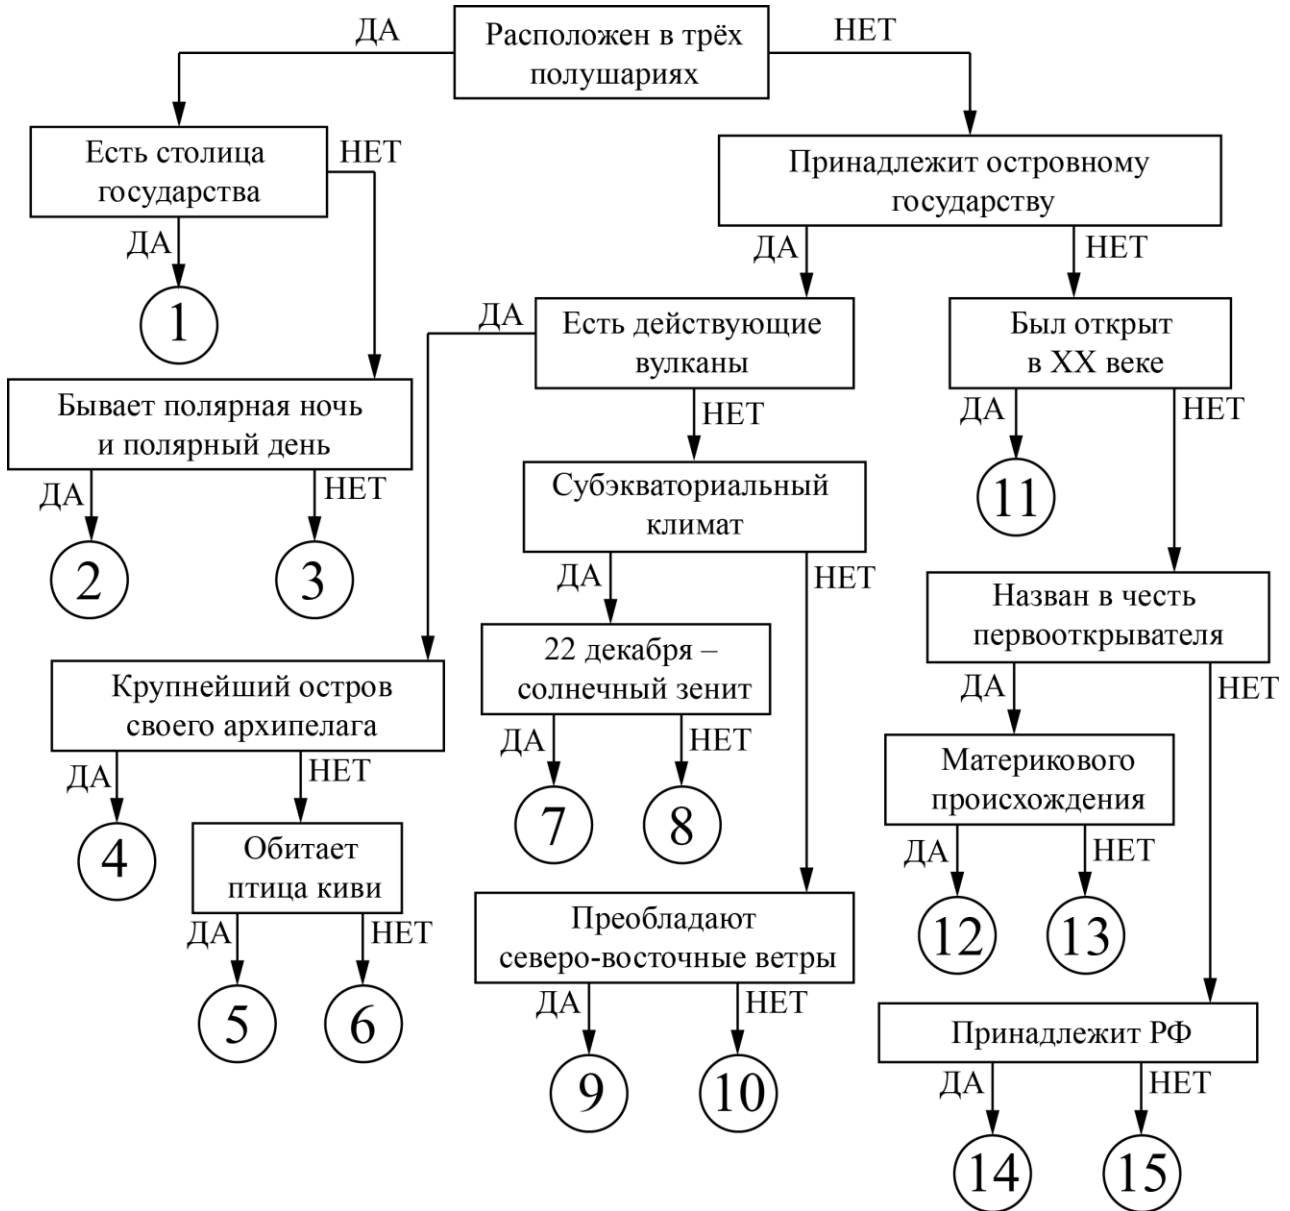 ДА
Расположен в трёх
полушариях
НЕТ
Есть столица
государства
НЕТ
ДА
1
Бывает полярная ночь
и полярный день
ДА
НЕТ
2
3
Принадлежит островному
государству
ДА
НЕТ
ДА
Есть действующие
вулканы
НЕТ
Был открыт
в XX веке
ДА
НЕТ
11
Субэкваториальный
климат
ДА
НЕТ
Назван в честь
первооткрывателя
ДА
НЕТ
22 декабря –
солнечный зенит
ДА
НЕТ
7
8
Крупнейший остров
своего архипелага
ДА
НЕТ
4
Обитает
птица киви
ДА
НЕТ
5
6
Материкового
происхождения
ДА
НЕТ
12
13
Преобладают
северо-восточные ветры
ДА
НЕТ
9
10
Принадлежит РФ
ДА
НЕТ
14
15